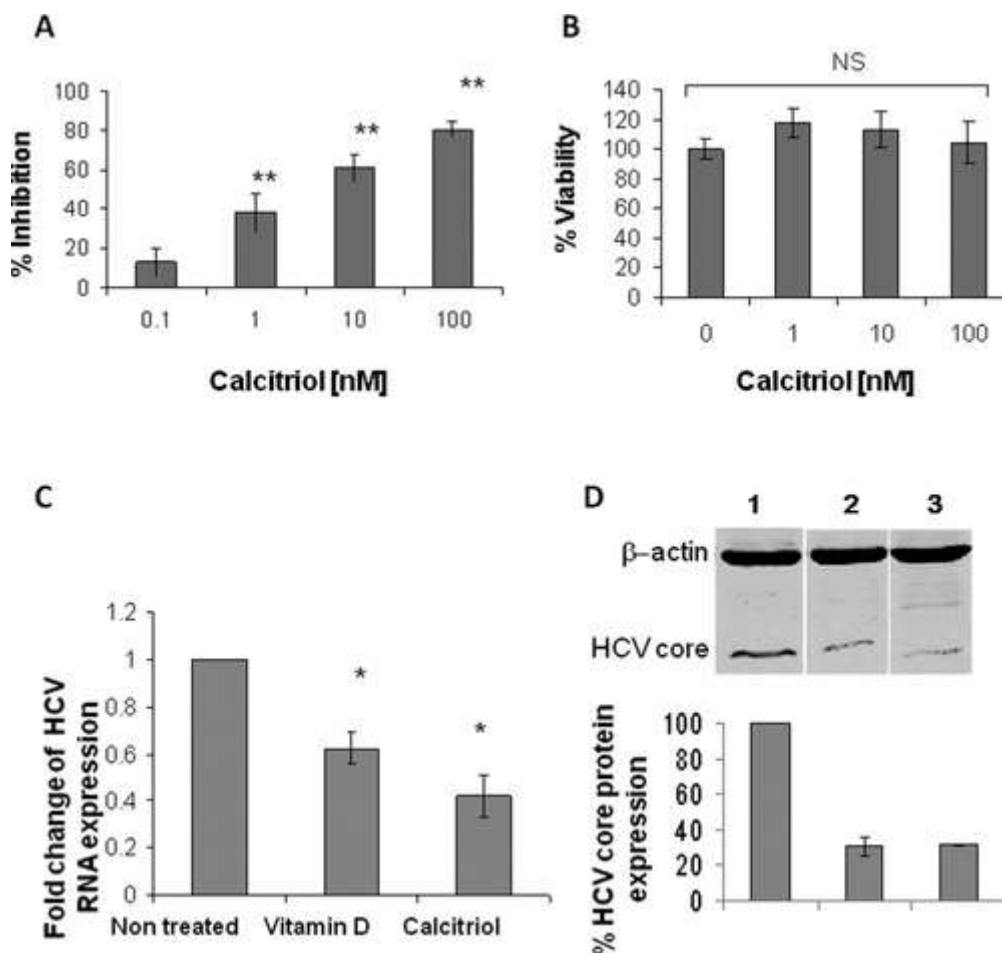 A
% Inhibition
100
80
60
40
20
0
**
**
**
0.1 1 10 100
Calcitriol [nM]
B
NS
% Viability
140
120
100
80
60
40
20
0
0 1 10 100
Calcitriol [nM]
C
Fold change of HCV
RNA expression
1.2
1
0.8
0.6
0.4
0.2
0
*
*
Non treated Vitamin D Calcitriol
D
1 2 3
β–actin
HCV core
% HCV core protein
expression
100
80
60
40
20
0